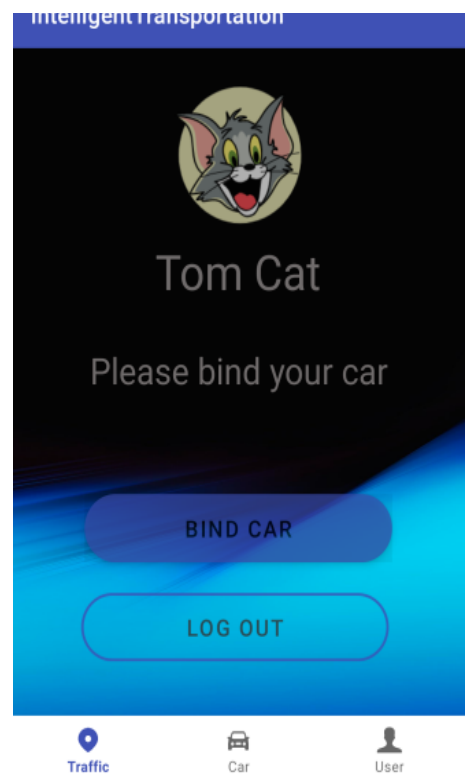 IntelligentTransportation
Tom Cat
Please bind your car
BIND CAR
LOG OUT
Traffic
Car
User